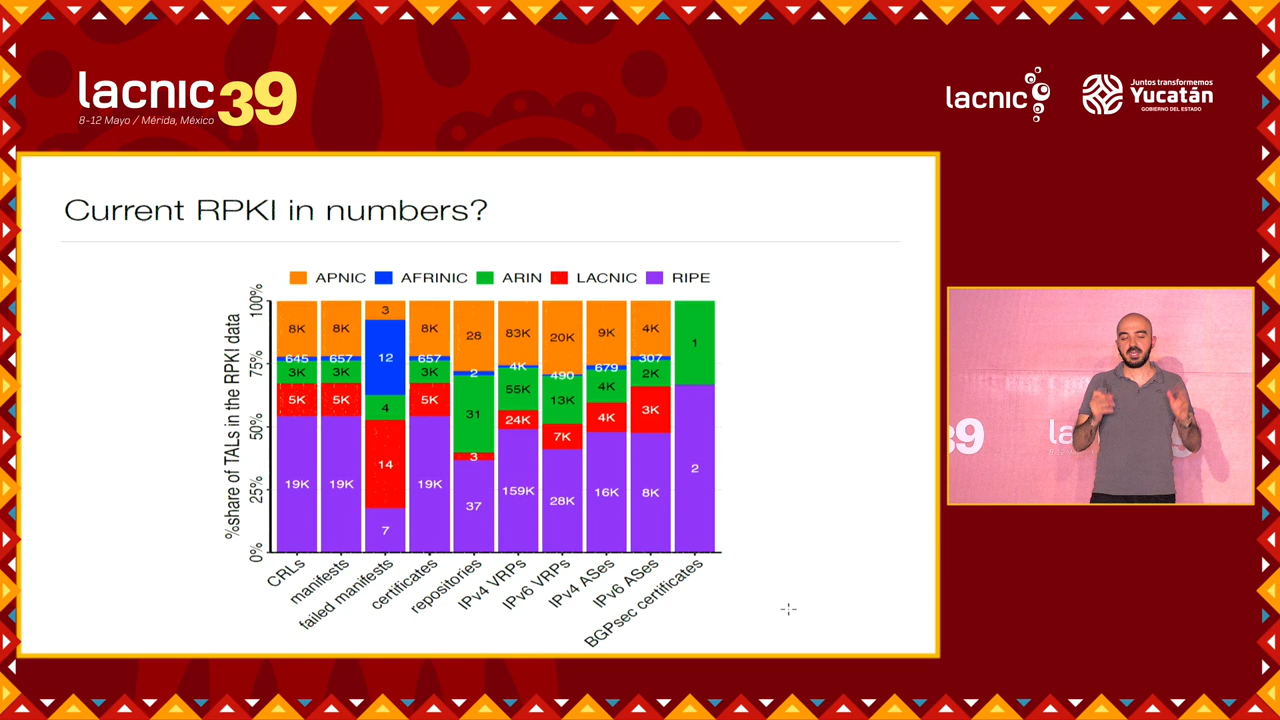 lacnic 39
8-12 Mayo / Mérida, México
lacnic
Juntos transformemos
Yucatán
GOBIERNO DEL ESTADO
Current RPKI in numbers?
APNIC AFRINIC ARIN LACNIC RIPE
%share of TALs in the RPKI data
100%
75%
50%
25%
0%
8K 645 3K 5K 19K
8K 657 3K 5K 19K
3 12 4 14 7
8K 657 3K 5K 19K
28 2 31 3 37
83K 4K 55K 24K 159K
20K 490 13K 7K 28K
9K 679 4K 4K 16K
4K 307 2K 3K 8K
1 2
CRLs
manifests
failed manifests
certificates
repositories
IPv4 VRPs
IPv6 VRPs
IPv4 ASes
IPv6 ASes
BGPsec certificates
39
la